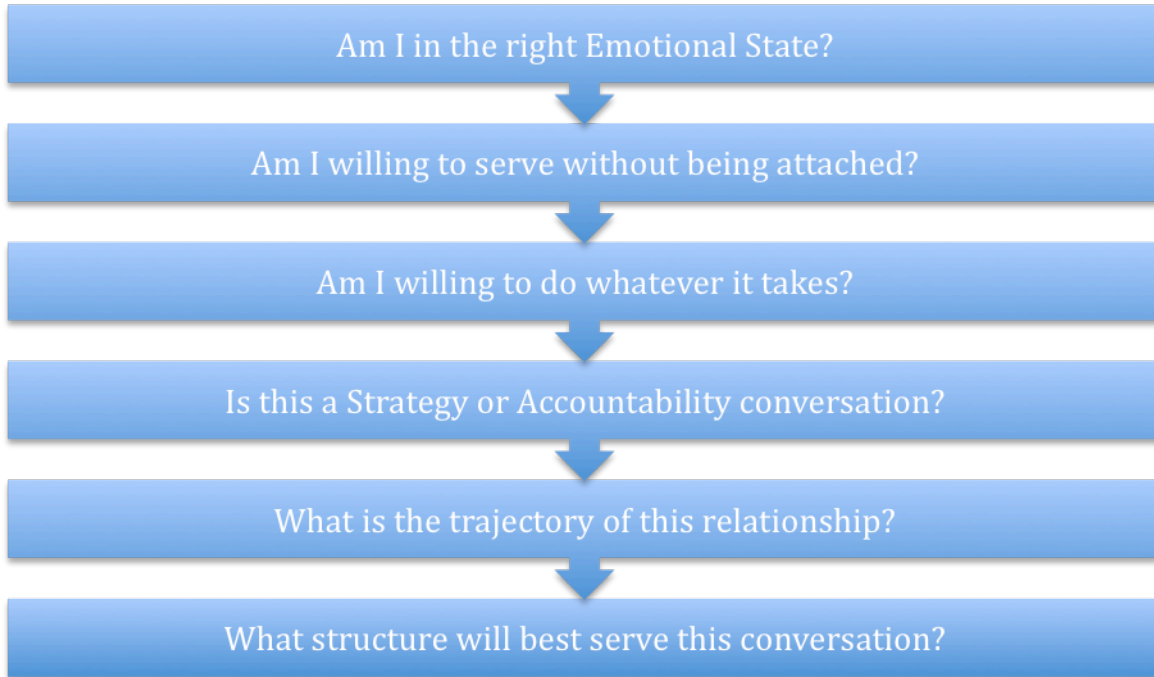 Am I in the right Emotional State?
Am I willing to serve without being attached?
Am I willing to do whatever it takes?
Is this a Strategy or Accountability conversation?
What is the trajectory of this relationship?
What structure will best serve this conversation?